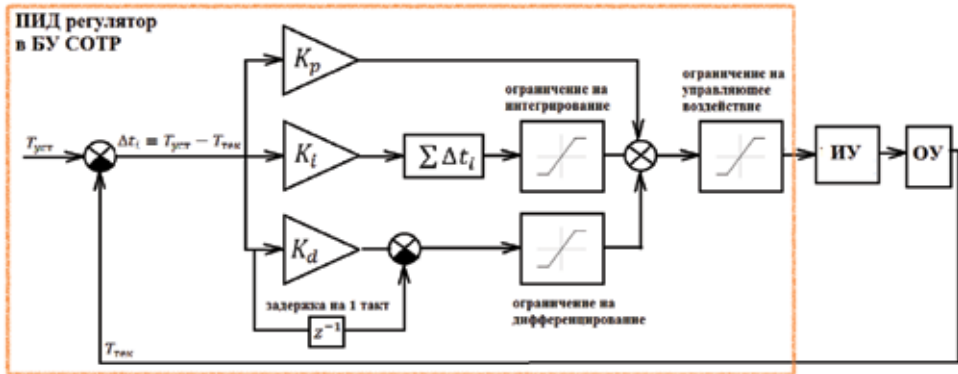 ПИД регулятор
в БУ СОТР
K_p
ограничение на
интегрирование
ограничение на
управляющее
воздействие
T_уст
Δt_i = T_уст − T_тек
K_i
∑ Δt_i
ИУ
ОУ
K_d
задержка на 1 такт
z⁻¹
ограничение на
дифференцирование
T_тек